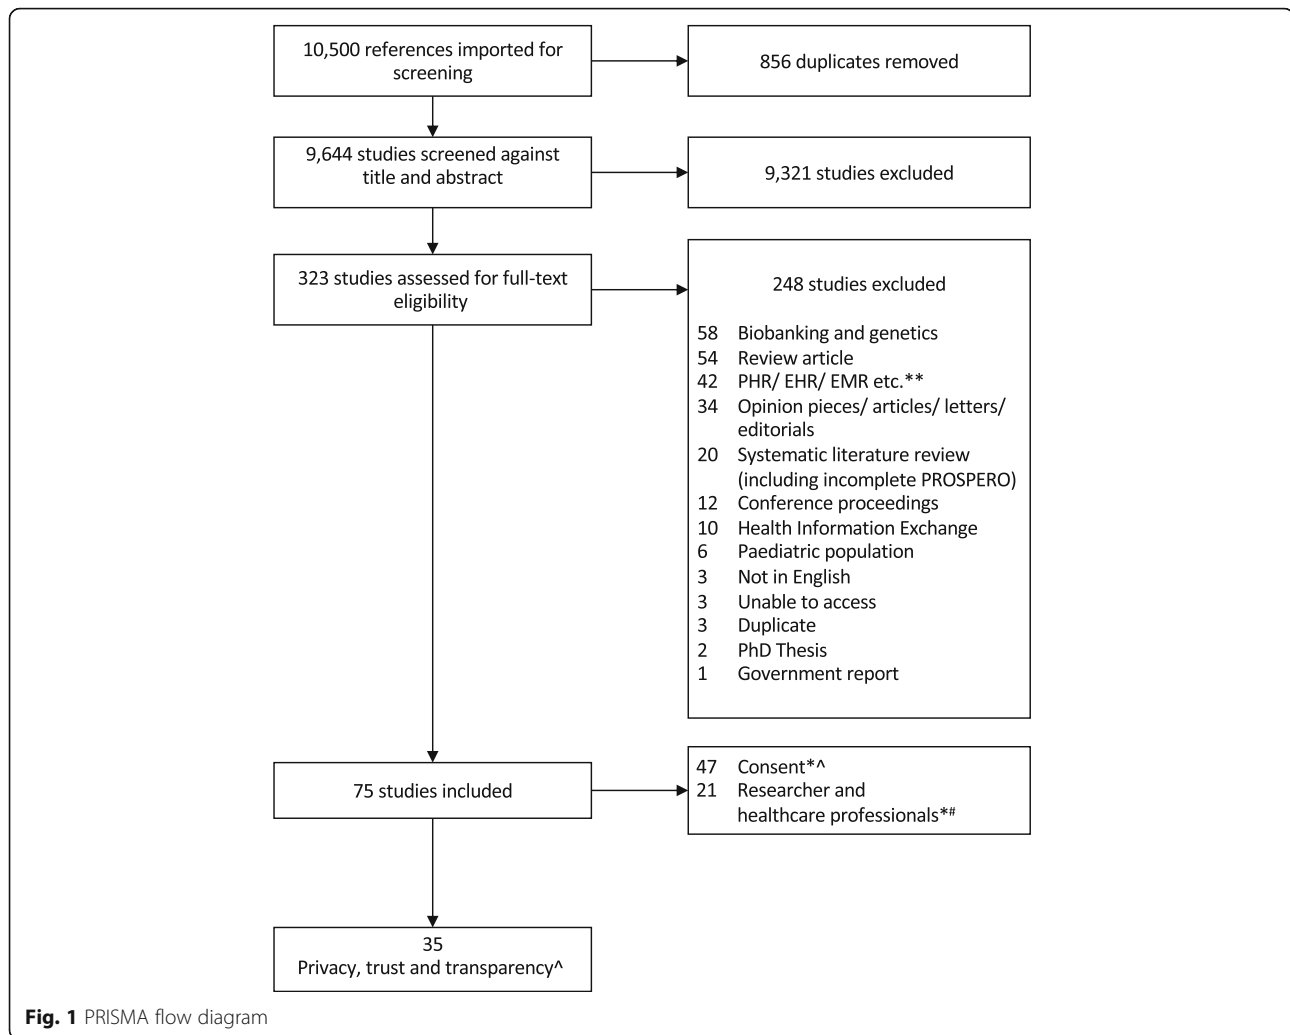 10,500 references imported for
screening
856 duplicates removed
9,644 studies screened against
title and abstract
9,321 studies excluded
323 studies assessed for full-text
eligibility
248 studies excluded
58 Biobanking and genetics
54 Review article
42 PHR/ EHR/ EMR etc.**
34 Opinion pieces/ articles/ letters/
editorials
20 Systematic literature review
(including incomplete PROSPERO)
12 Conference proceedings
10 Health Information Exchange
6 Paediatric population
3 Not in English
3 Unable to access
3 Duplicate
2 PhD Thesis
1 Government report
75 studies included
47 Consent*^
21 Researcher and
healthcare professionals*#
35
Privacy, trust and transparency^
Fig. 1 PRISMA flow diagram